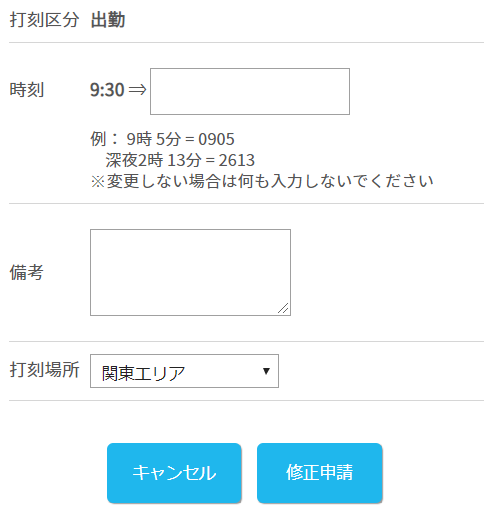 打刻区分 出勤
時刻 9:30 ⇒
例： 9時 5分 = 0905
深夜2時 13分 = 2613
※変更しない場合は何も入力しないでください
備考
打刻場所 関東エリア ▼
キャンセル 修正申請